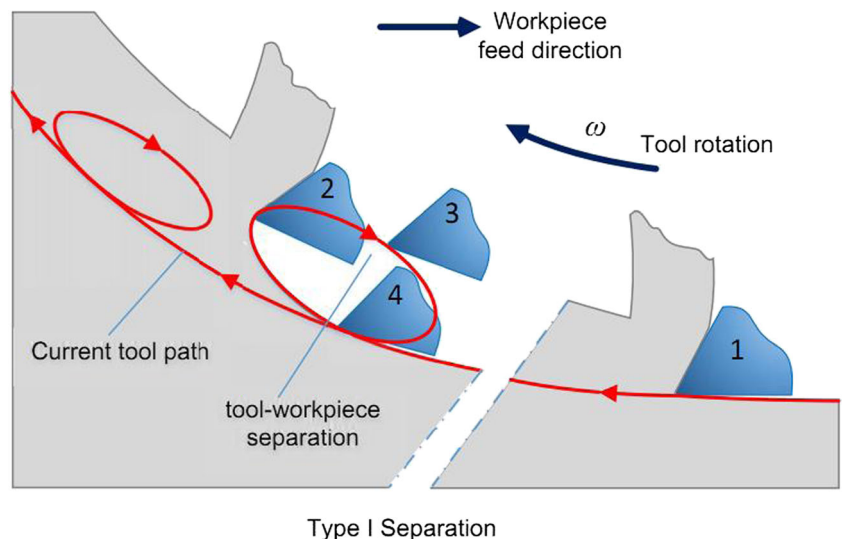 Workpiece
feed direction
ω
Tool rotation
2
3
4
1
Current tool path
tool-workpiece
separation
Type I Separation